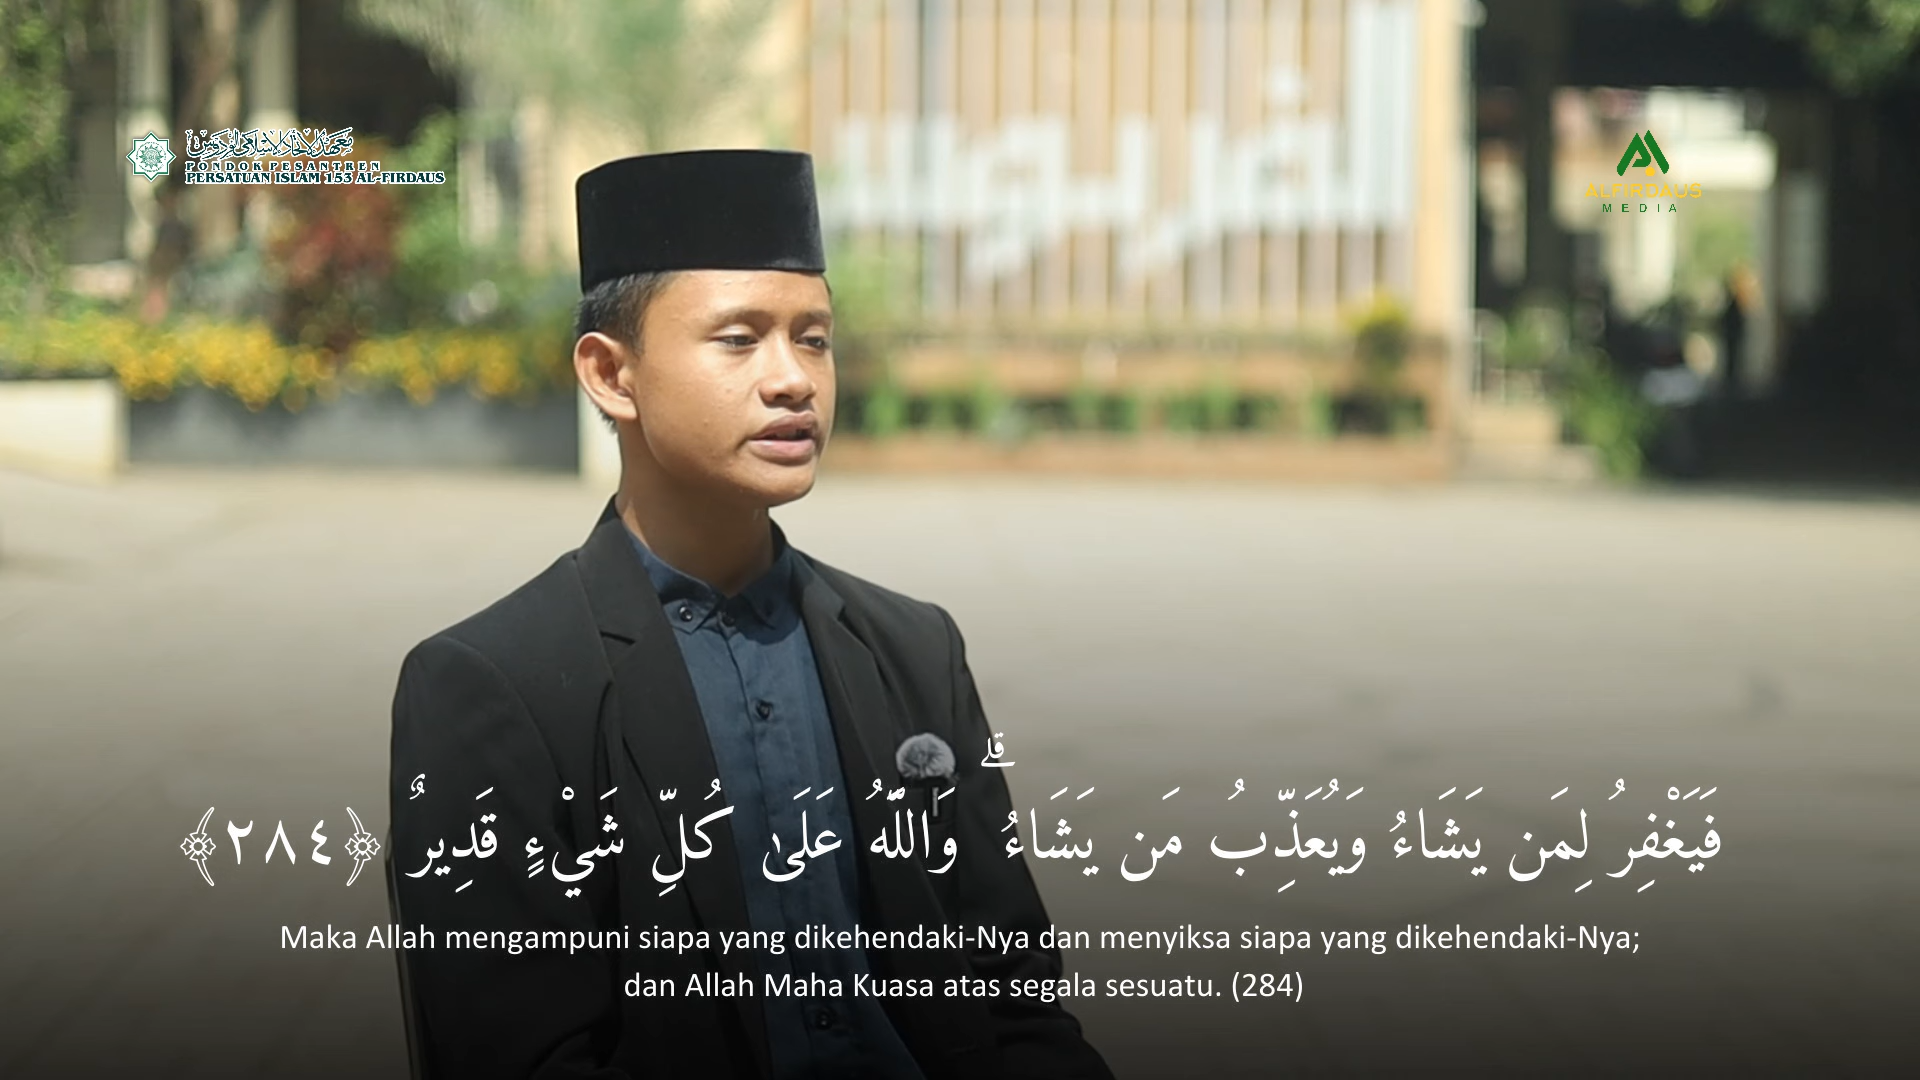 PONDOK PESANTREN
PERSATUAN ISLAM 153 AL-FIRDAUS
ALFIRDAUS
MEDIA
فَيَغْفِرُ لِمَن يَشَاءُ وَيُعَذِّبُ مَن يَشَاءُ ۗ وَاللَّهُ عَلَىٰ كُلِّ شَيْءٍ قَدِيرٌ ﴿٢٨٤﴾
Maka Allah mengampuni siapa yang dikehendaki-Nya dan menyiksa siapa yang dikehendaki-Nya;
dan Allah Maha Kuasa atas segala sesuatu. (284)